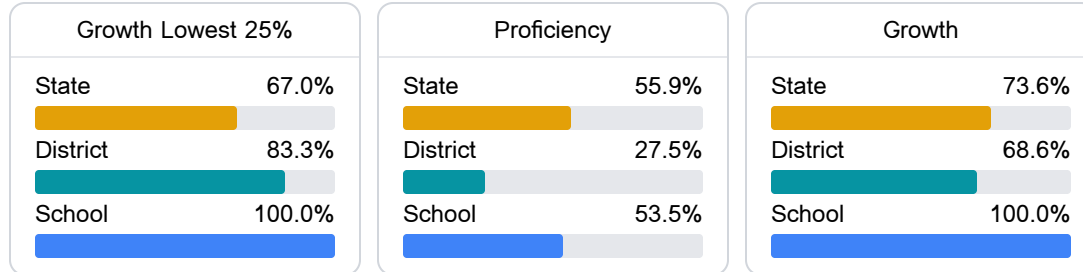 Growth Lowest 25%
State 67.0%
District 83.3%
School 100.0%
Proficiency
State 55.9%
District 27.5%
School 53.5%
Growth
State 73.6%
District 68.6%
School 100.0%